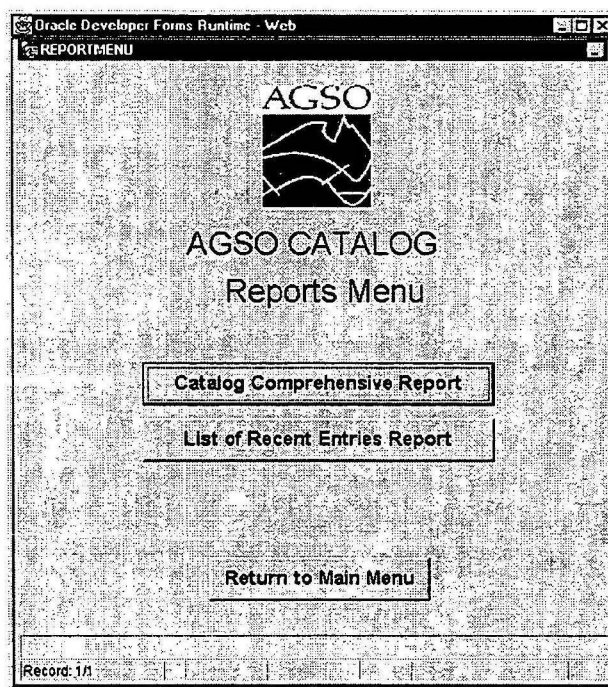 Oracle Developer Forms Runtime - Web
REPORTMENU
AGSO
AGSO CATALOG
Reports Menu
Catalog Comprehensive Report
List of Recent Entries Report
Return to Main Menu
Record: 1/1